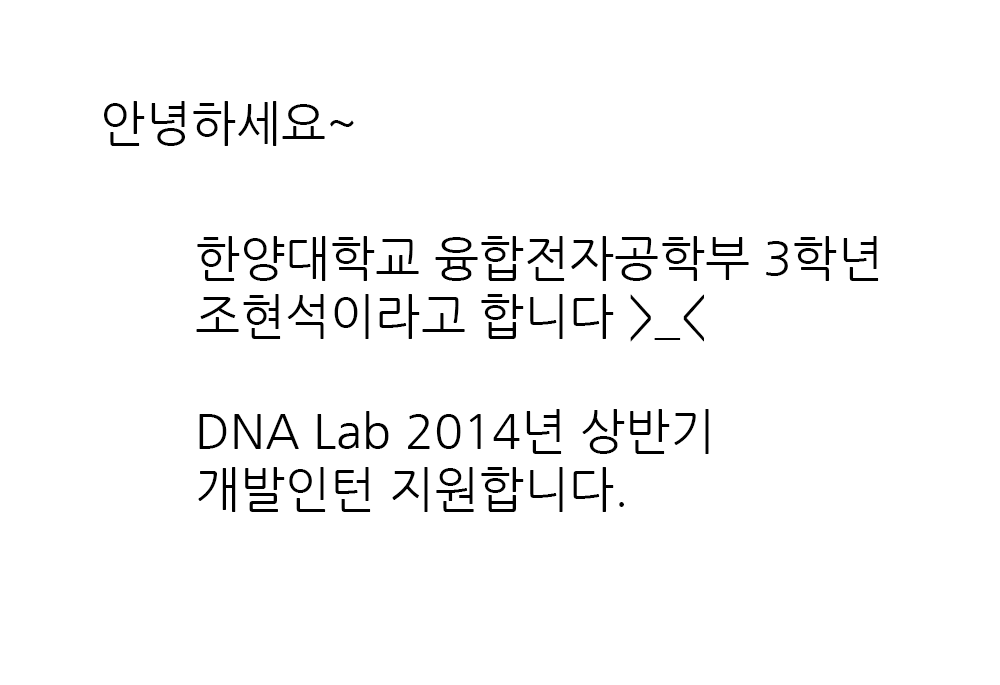 안녕하세요~
한양대학교 융합전자공학부 3학년
조현석이라고 합니다 >_<
DNA Lab 2014년 상반기
개발인턴 지원합니다.